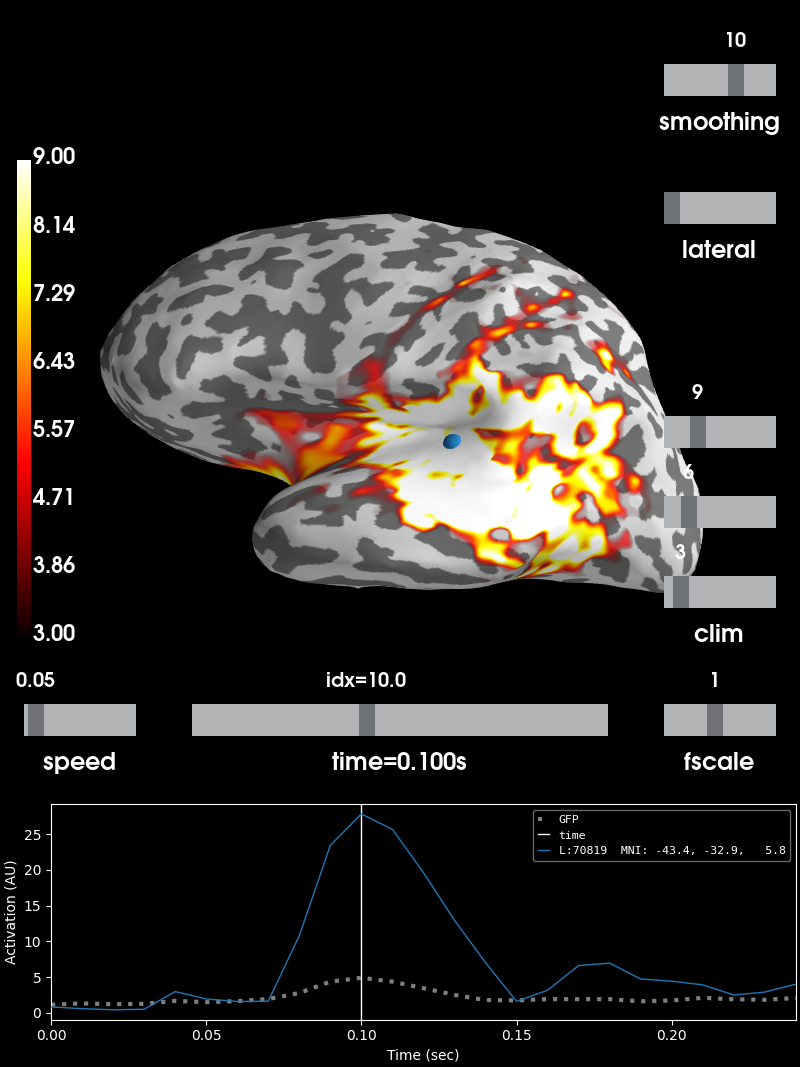 10
smoothing
lateral
9.00
8.14
7.29
6.43
5.57
4.71
3.86
3.00
9
6
3
clim
0.05
speed
idx=10.0
time=0.100s
1
fscale
Activation (AU)
25
20
15
10
5
0
GFP
time
L:70819 MNI: -43.4, -32.9, 5.8
0.00 0.05 0.10 0.15 0.20
Time (sec)